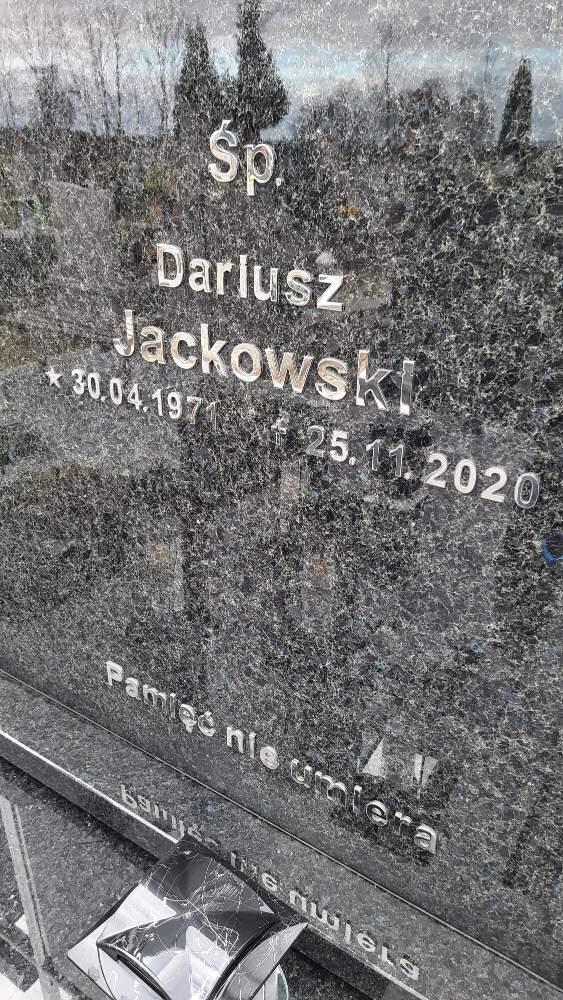 Śp.
Dariusz
Jackowski
★ 30.04.1971 ✝ 25.11.2020
Pamięć nie umiera